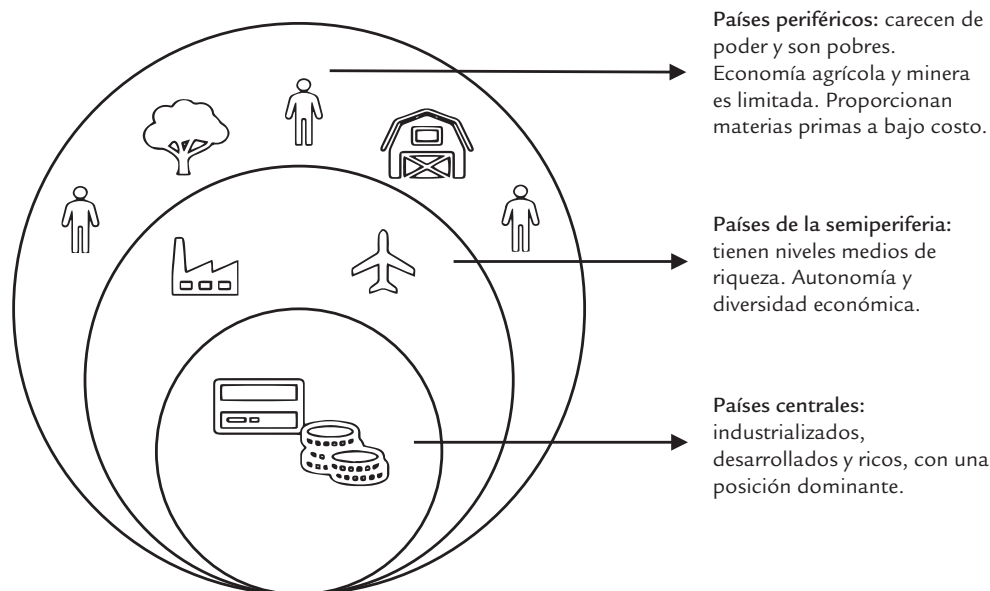 Países periféricos: carecen de
poder y son pobres.
Economía agrícola y minera
es limitada. Proporcionan
materias primas a bajo costo.
Países de la semiperiferia:
tienen niveles medios de
riqueza. Autonomía y
diversidad económica.
Países centrales:
industrializados,
desarrollados y ricos, con una
posición dominante.